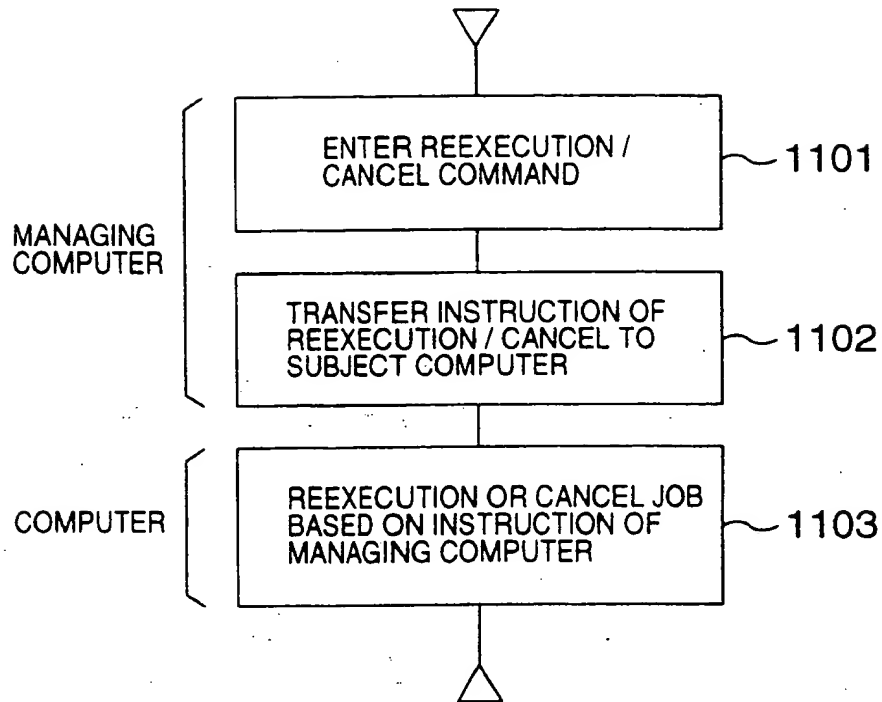 ENTER REEXECUTION /
CANCEL COMMAND
1101
MANAGING
COMPUTER
TRANSFER INSTRUCTION OF
REEXECUTION / CANCEL TO
SUBJECT COMPUTER
1102
COMPUTER
REEXECUTION OR CANCEL JOB
BASED ON INSTRUCTION OF
MANAGING COMPUTER
1103